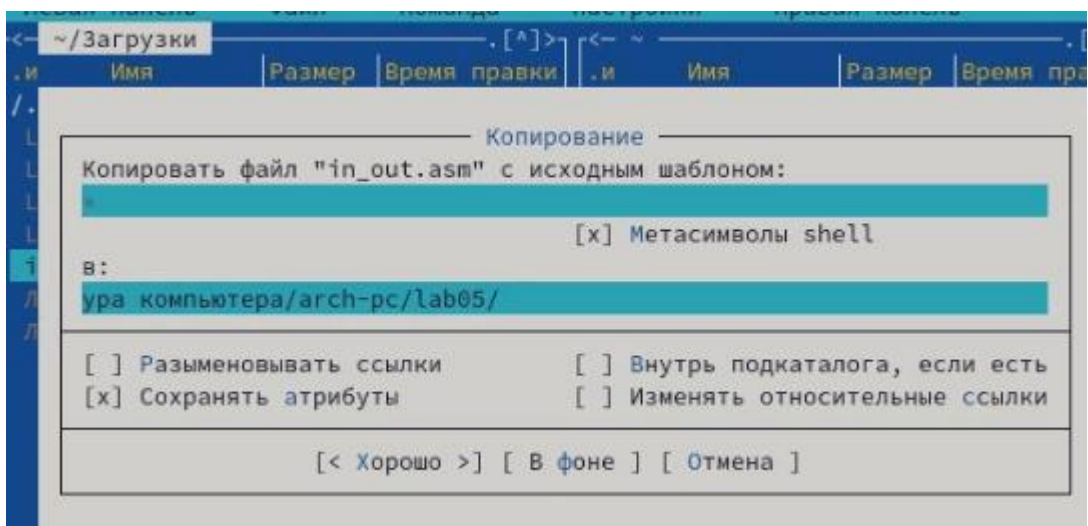 ~/Загрузки .[^]> <- ~
.и Имя Размер Время правки .и Имя Размер Время
/.
Копирование
Копировать файл "in_out.asm" с исходным шаблоном:
*
[x] Метасимволы shell
в:
ура компьютера/arch-pc/lab05/
[ ] Разыменовывать ссылки [ ] Внутрь подкаталога, если есть
[x] Сохранять атрибуты [ ] Изменять относительные ссылки
[< Хорошо >] [ В фоне ] [ Отмена ]